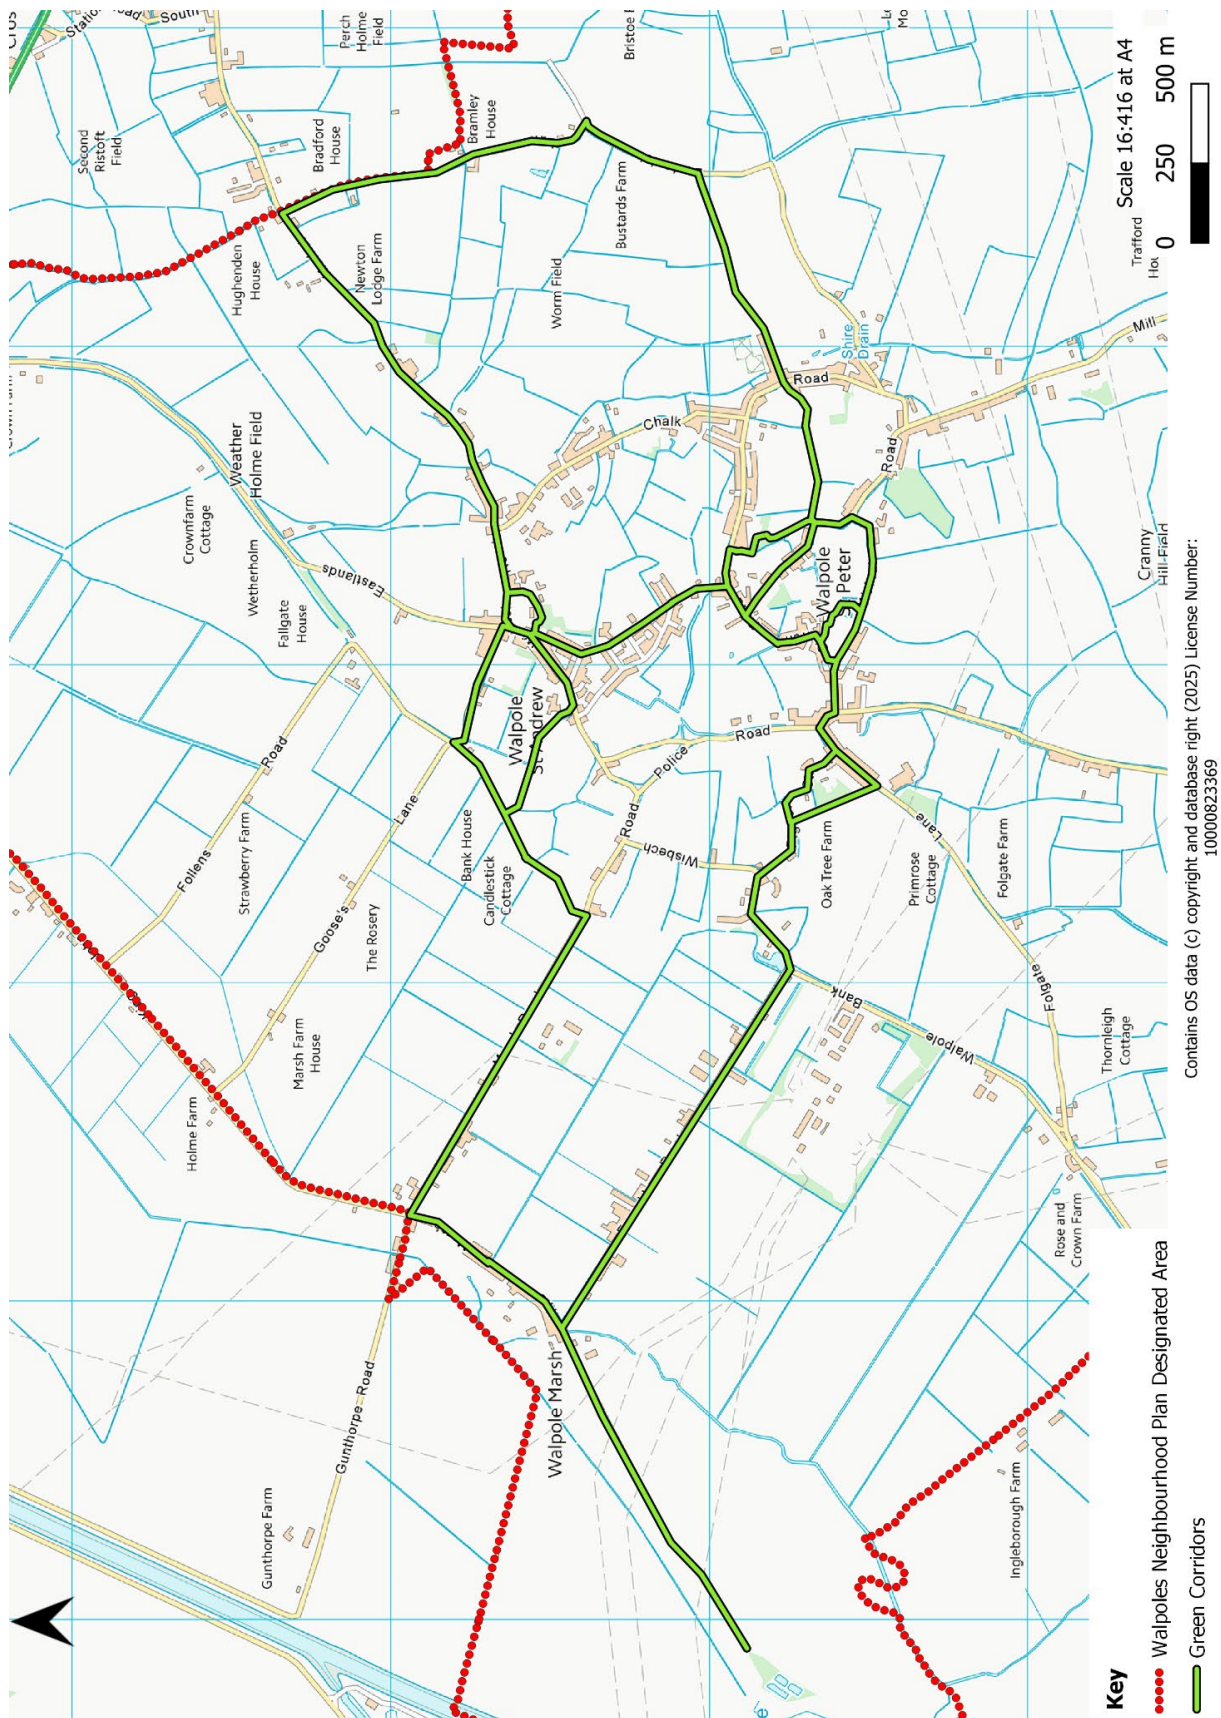 Second
Ristoft
Field
South
Perch
Holme
Field
Bramley
House
Bradford
House
Hughenden
House
Newton
Lodge Farm
Bustards Farm
Worm Field
Weather
Holme Field
Crownfarm
Cottage
Wetherholm
Fallgate
House
Eastlands
Chalk
Road
Shire
Drain
Mill
Trafford
Road
Cranny
Hill Field
Walpole
Peter
Walpole
St Andrew
Follens
Road
Strawberry Farm
Goose's
Lane
The Rosery
Bank House
Candlestick
Cottage
Police
Road
Road
Wisbech
Oak Tree Farm
Primrose
Cottage
Lane
Folgate
Folgate Farm
Marsh Farm
House
Holme Farm
Walpole
Bank
Thornleigh
Cottage
Rose and
Crown Farm
Gunthorpe Road
Gunthorpe Farm
Walpole Marsh
Ingleborough Farm
Scale 16:416 at A4
0 250 500 m
Key
Walpoles Neighbourhood Plan Designated Area
Green Corridors
Contains OS data (c) copyright and database right (2025) License Number:
10000823369